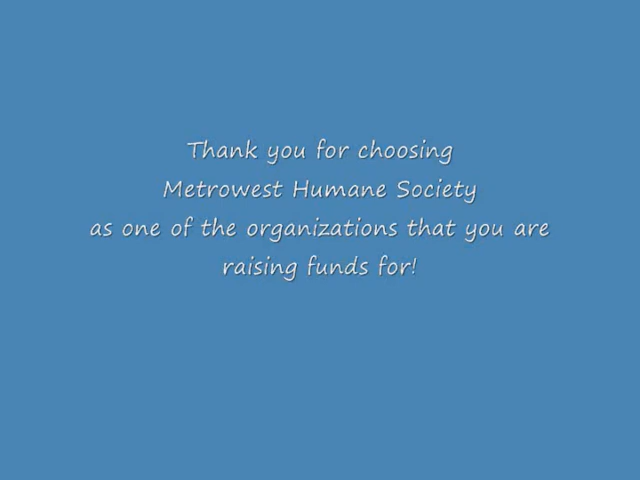 Thank you for choosing
Metrowest Humane Society
as one of the organizations that you are
raising funds for!